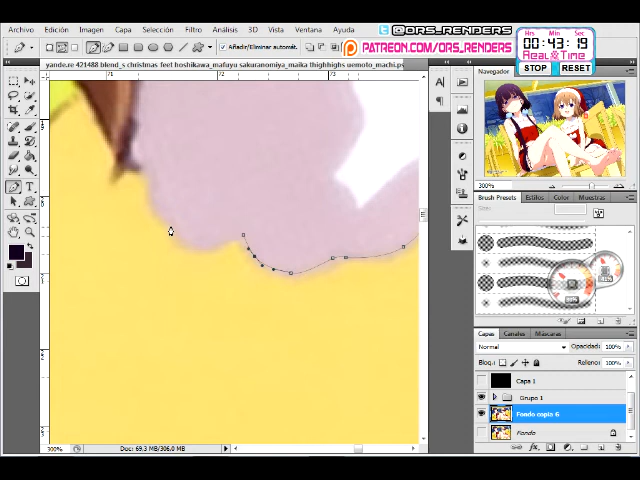 Archivo Edición Imagen Capa Selección Filtro Análisis 3D Vista Ventana
@ORS_RENDERS
PATREON.COM/ORS_RENDERS
Hrs Min Sec
00:43:19
Real Time
STOP RESET
Añadir/Eliminar automát.
yande.re 421488 blend_s christmas feet hoshikawa_mafuyu sakuranomiya_maika thighhighs uemoto_machi.p
71 72 73
Navegador
300%
Brush Presets Estilos Color
Capas Canales Máscaras
Normal Opacidad: 100%
Bloq.: Relleno: 100%
Capa 1
Grupo 1
Fondo copia 6
Fondo
300% Doc: 69.3 MB/306.0 MB